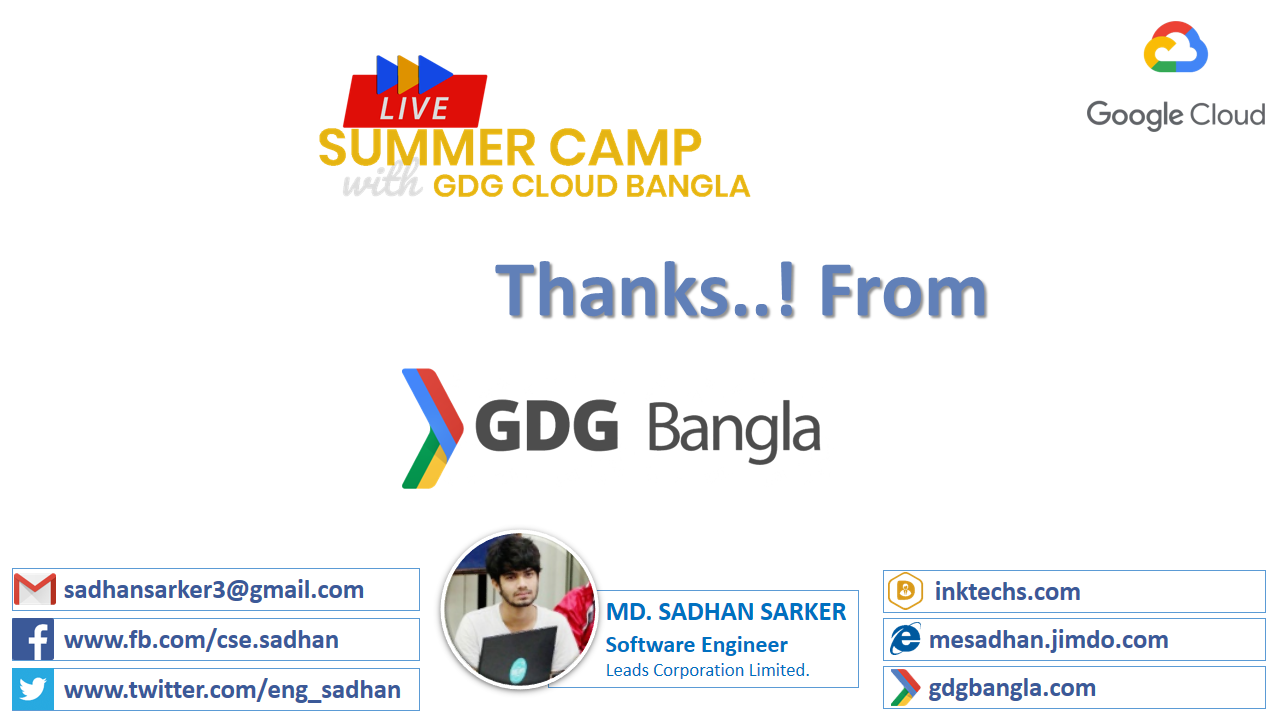 LIVE
SUMMER CAMP
with GDG CLOUD BANGLA
Google Cloud
Thanks..! From
GDG Bangla
sadhansarker3@gmail.com
www.fb.com/cse.sadhan
www.twitter.com/eng_sadhan
MD. SADHAN SARKER
Software Engineer
Leads Corporation Limited.
inktechs.com
mesadhan.jimdo.com
gdgbangla.com